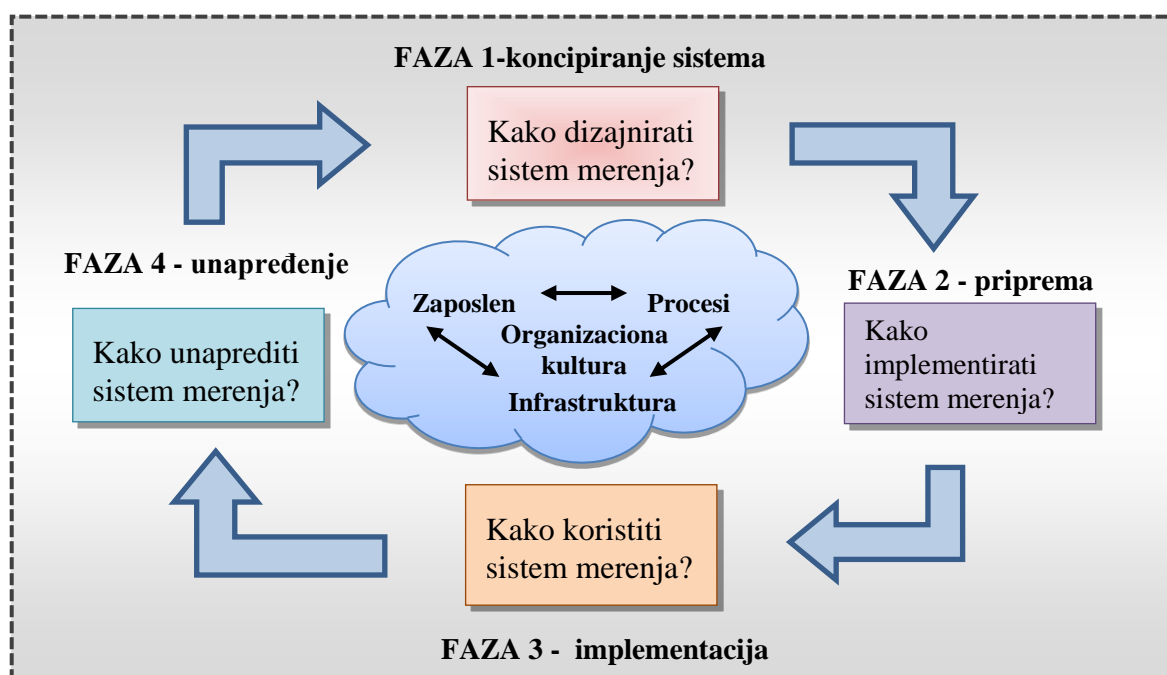 FAZA 1-koncipiranje sistema
Kako dizajnirati
sistem merenja?
FAZA 2 - priprema
Kako
implementirati
sistem merenja?
FAZA 4 - unapređenje
Kako unaprediti
sistem merenja?
Zaposlen
Procesi
Organizaciona
kultura
Infrastruktura
Kako koristiti
sistem merenja?
FAZA 3 - implementacija